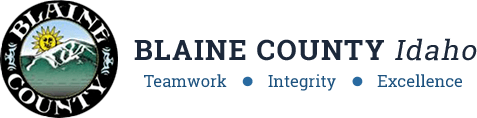 BLAINE
COUNTY
BLAINE COUNTY Idaho
Teamwork ● Integrity ● Excellence